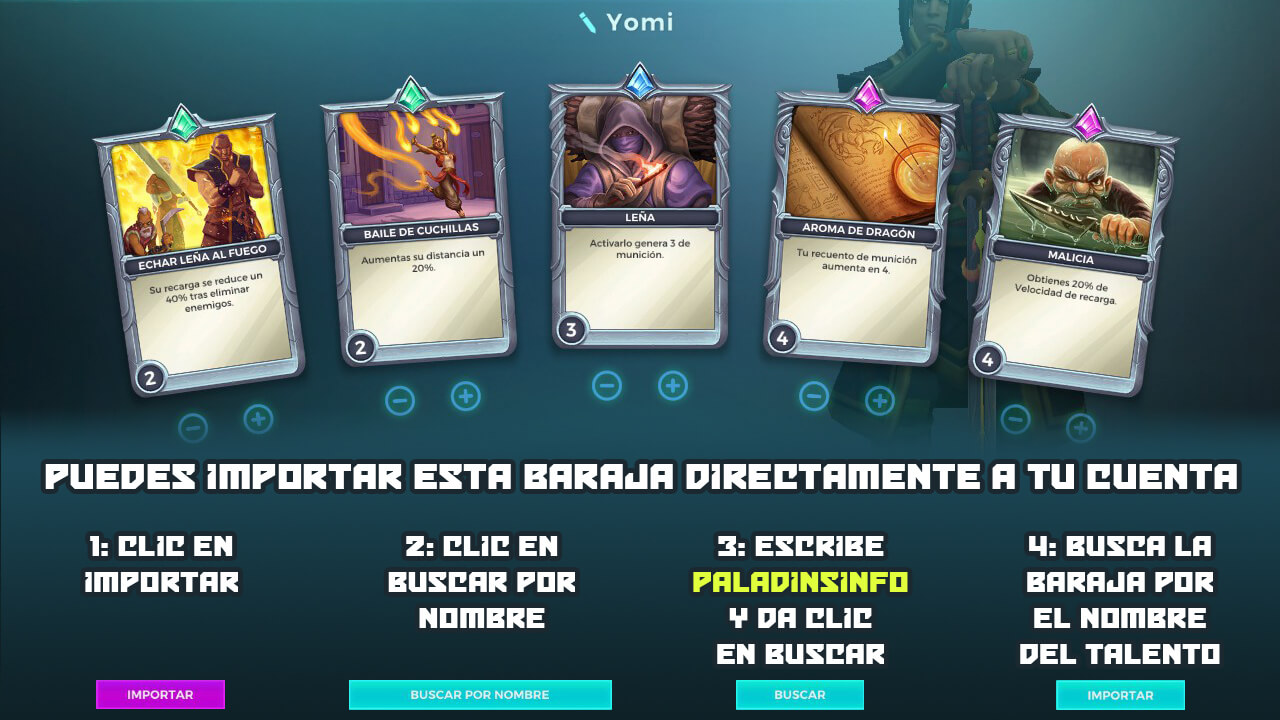 Yomi
ECHAR LEÑA AL FUEGO
Su recarga se reduce un
40% tras eliminar
enemigos.
2
BAILE DE CUCHILLAS
Aumentas su distancia un
20%.
2
LEÑA
Activarlo genera 3 de
munición.
3
AROMA DE DRAGÓN
Tu recuento de munición
aumenta en 4.
4
MALICIA
Obtienes 20% de
Velocidad de recarga.
4
PUEDES IMPORTAR ESTA BARAJA DIRECTAMENTE A TU CUENTA
1: CLIC EN
IMPORTAR
IMPORTAR
2: CLIC EN
BUSCAR POR
NOMBRE
BUSCAR POR NOMBRE
3: ESCRIBE
PALADINSINFO
Y DA CLIC
EN BUSCAR
BUSCAR
4: BUSCA LA
BARAJA POR
EL NOMBRE
DEL TALENTO
IMPORTAR